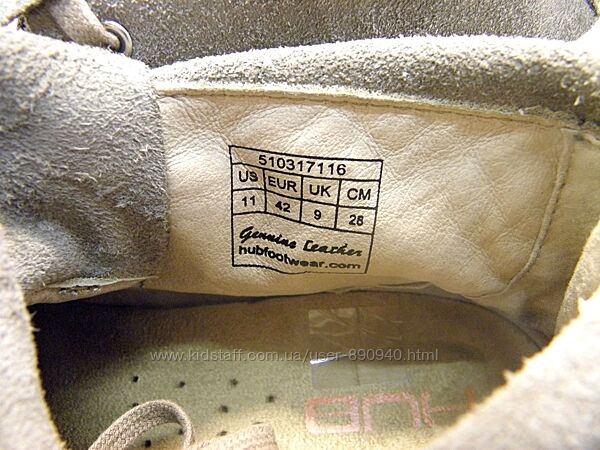 510317116
US EUR UK CM
11 42 9 28
Genuine Leather
hubfootwear.com
www.kidstaff.com.ua/user-890940.html
HUB